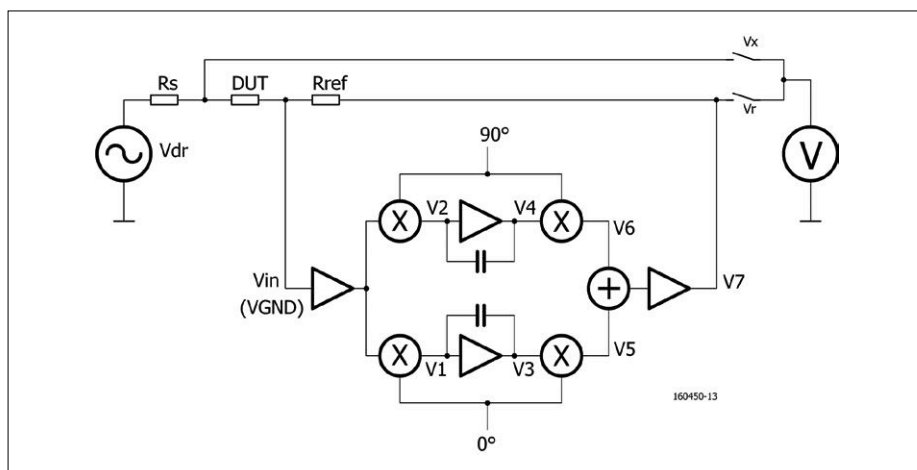 Vx
Rs DUT Rref
Vr
Vdr
90°
V
X V2 V4 X V6
Vin
(VGND)
+ V7
X V1 V3 X V5
160450-13
0°